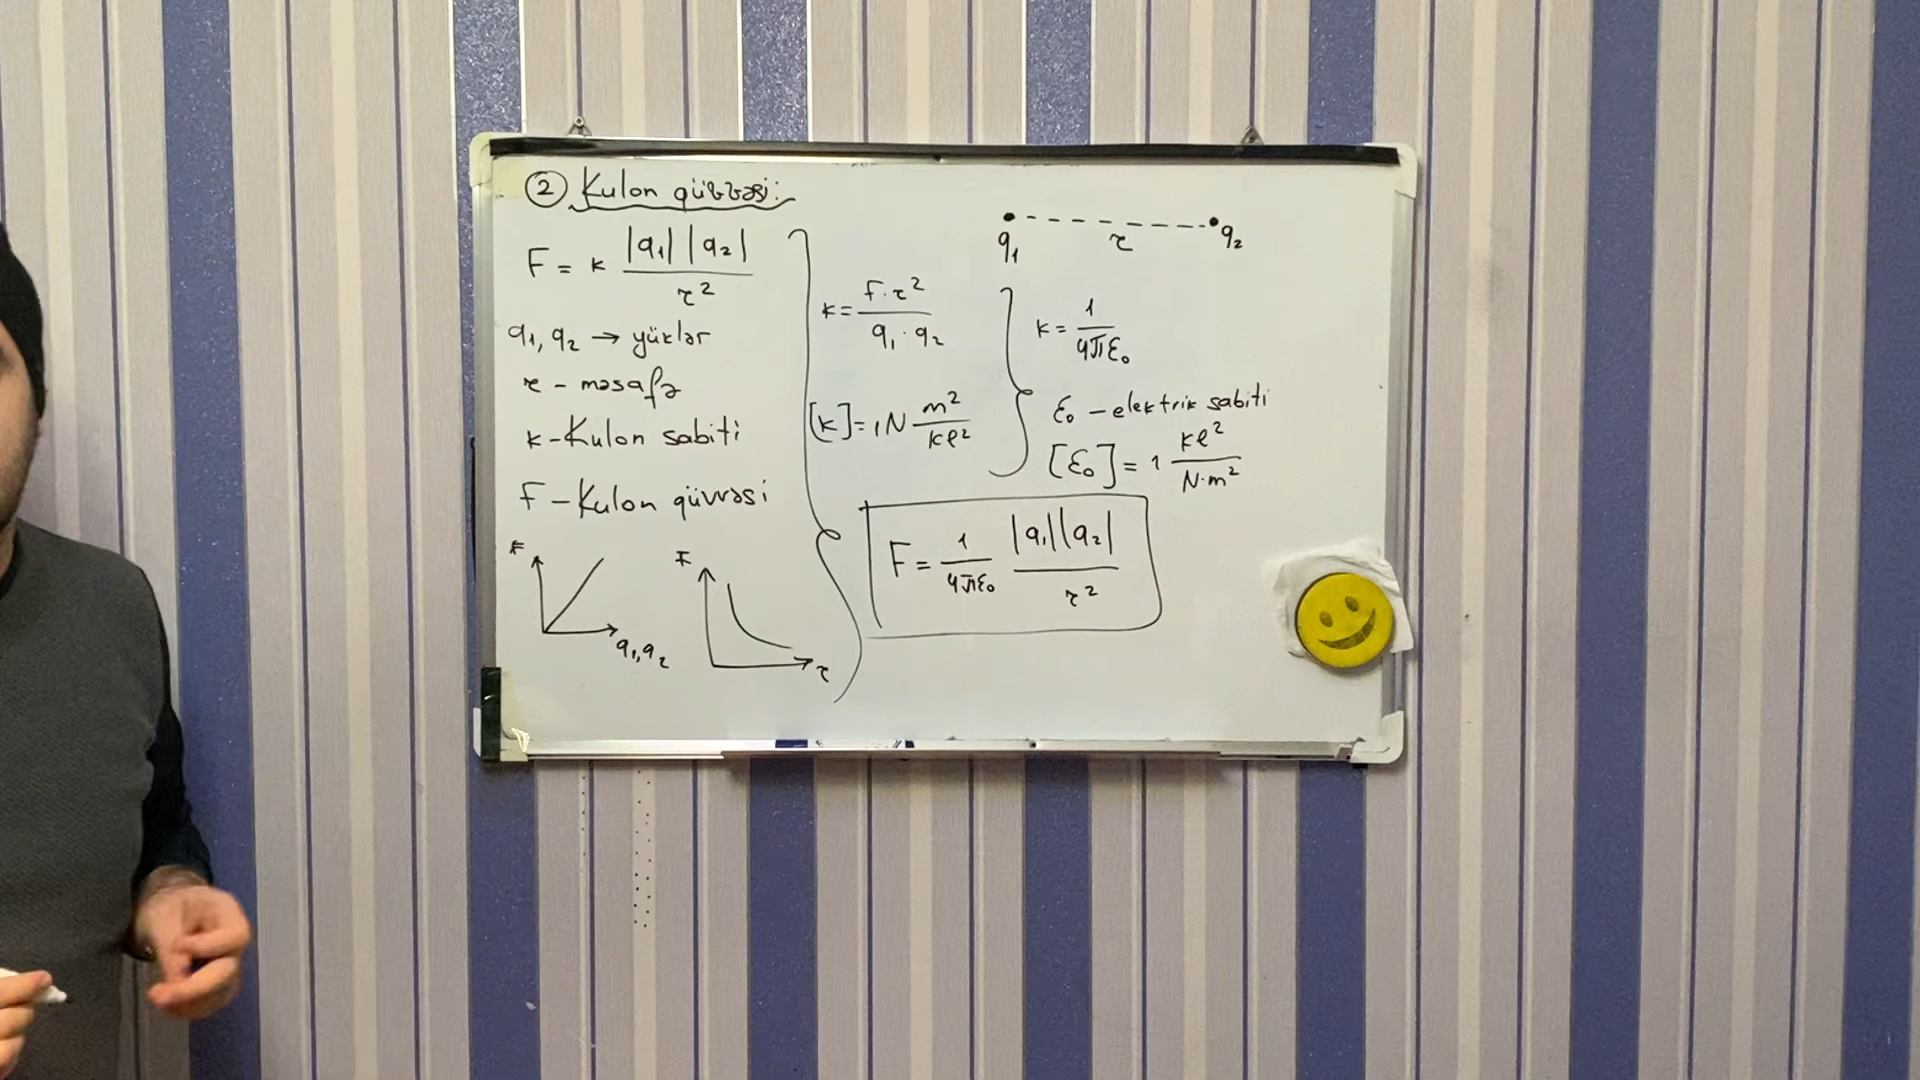 ② Kulon qüvvəsi:
F = k |q₁| |q₂| / r²
q₁, q₂ → yüklər
r – məsafə
k – Kulon sabiti
F – Kulon qüvvəsi
F
q₁, q₂
F
r
k = F · r² / q₁ · q₂
[k] = 1N m² / Kl²
q₁ r q₂
k = 1 / 4πε₀
ε₀ – elektrik sabiti
[ε₀] = 1 Kl² / N·m²
F = 1 / 4πε₀ |q₁| |q₂| / r²